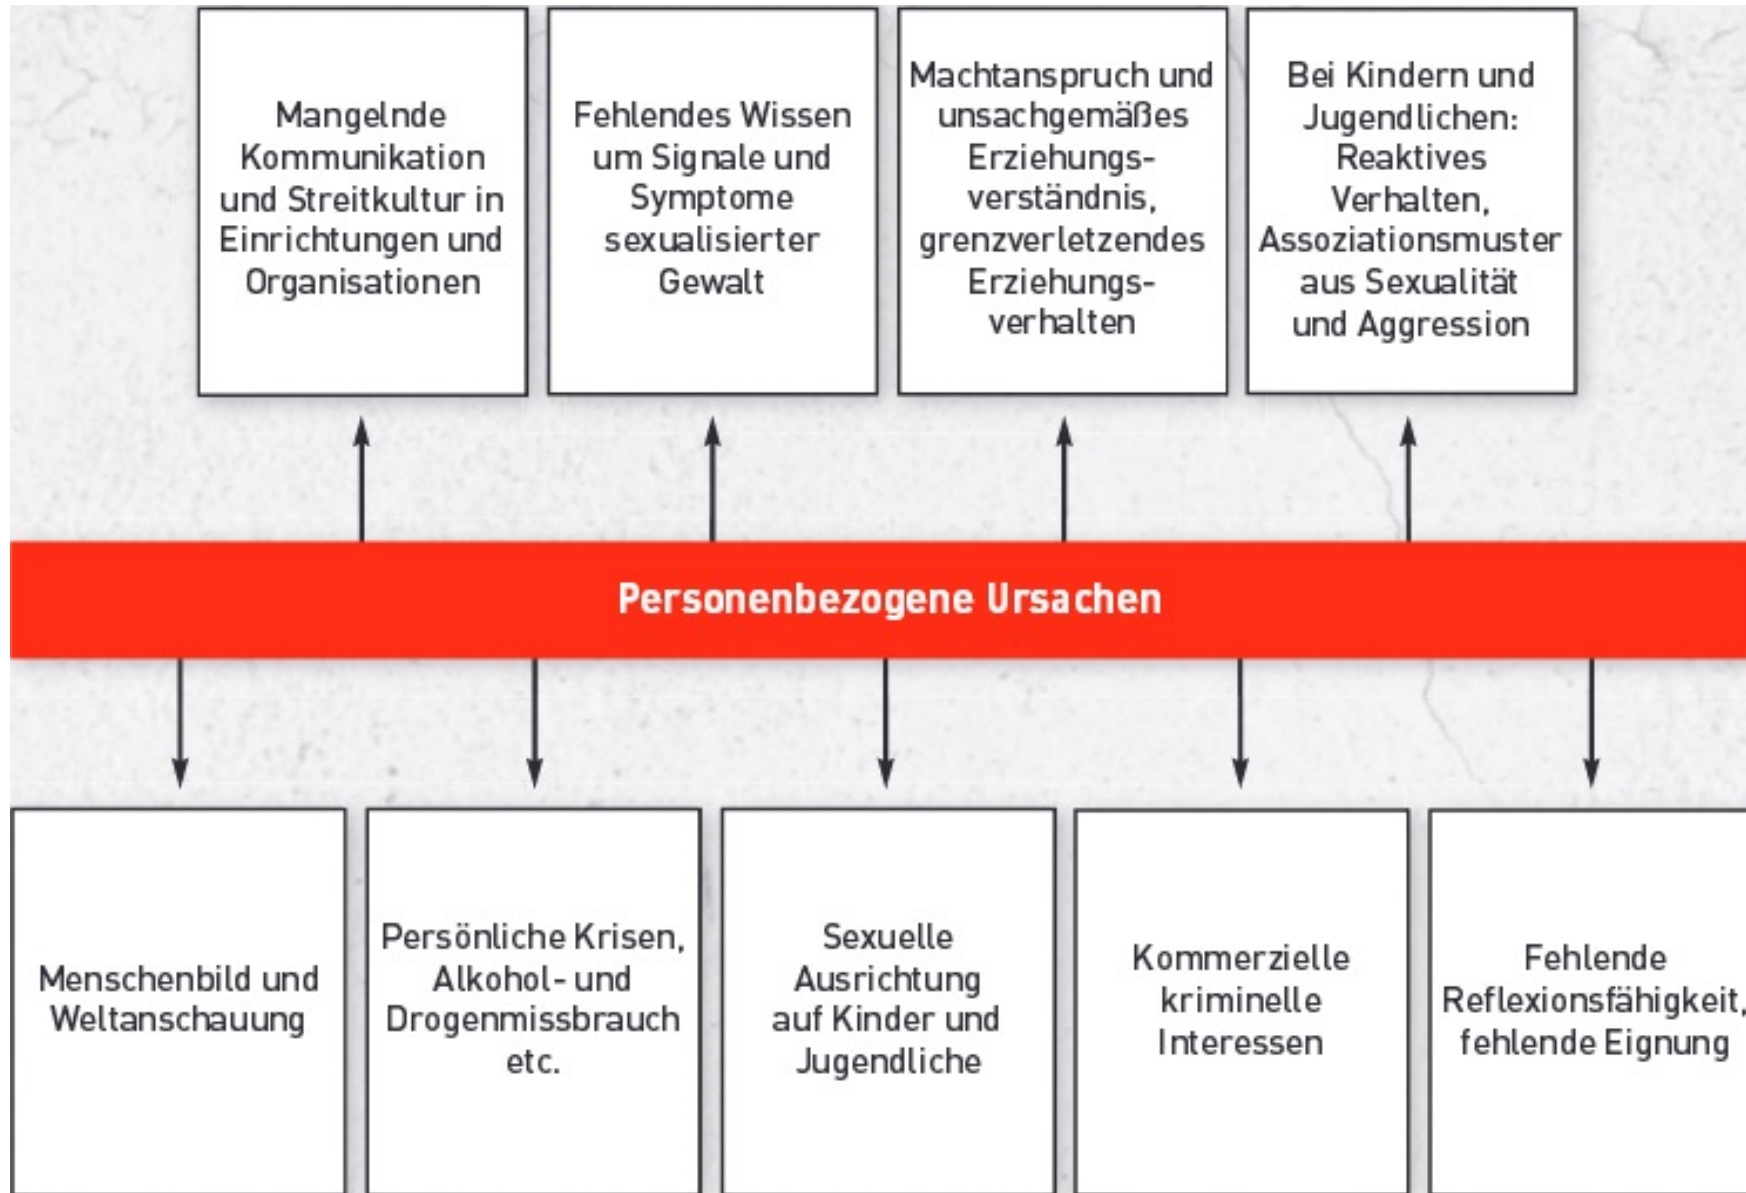 Mangelnde
Kommunikation
und Streitkultur in
Einrichtungen und
Organisationen
Fehlendes Wissen
um Signale und
Symptome
sexualisierter
Gewalt
Machtanspruch und
unsachgemäßes
Erziehungs-
verständnis,
grenzverletzendes
Erziehungs-
verhalten
Bei Kindern und
Jugendlichen:
Reaktives
Verhalten,
Assoziationsmuster
aus Sexualität
und Aggression
Personenbezogene Ursachen
Menschenbild und
Weltanschauung
Persönliche Krisen,
Alkohol- und
Drogenmissbrauch
etc.
Sexuelle
Ausrichtung
auf Kinder und
Jugendliche
Kommerzielle
kriminelle
Interessen
Fehlende
Reflexionsfähigkeit,
fehlende Eignung